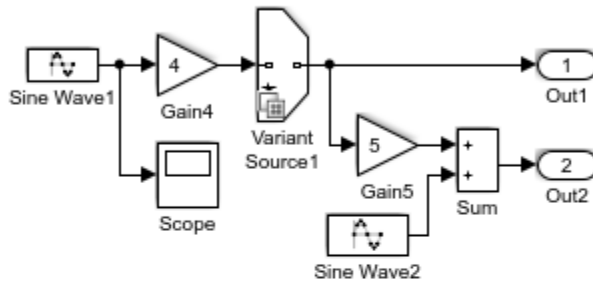 4
Sine Wave1
Gain4
Variant
Source1
1
Out1
Scope
5
Gain5
+
+
Sum
2
Out2
Sine Wave2